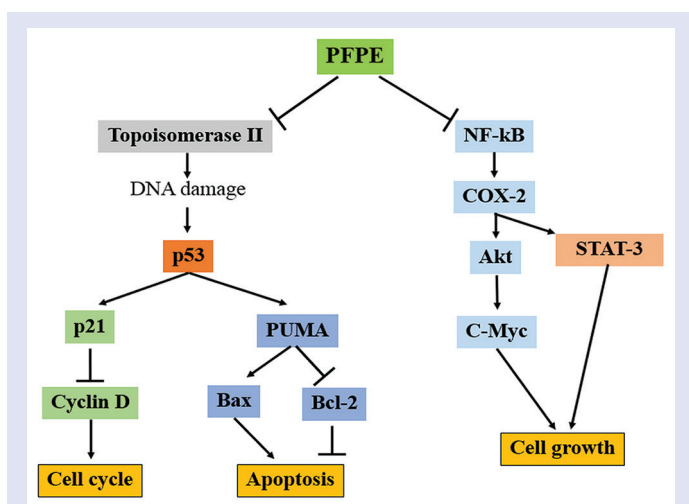 PFPE
Topoisomerase II
NF-kB
DNA damage
COX-2
p53
Akt
STAT-3
p21
PUMA
C-Myc
Cyclin D
Bax
Bcl-2
Cell growth
Cell cycle
Apoptosis